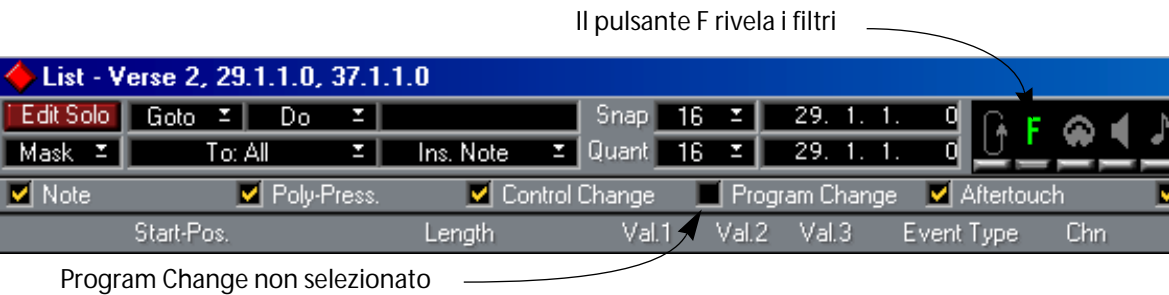 Il pulsante F rivela i filtri
List - Verse 2, 29.1.1.0, 37.1.1.0
Edit Solo Goto Do Snap 16 29. 1. 1. 0 F
Mask To: All Ins. Note Quant 16 29. 1. 1. 0
Note Poly-Press. Control Change Program Change Aftertouch
Start-Pos. Length Val.1 Val.2 Val.3 Event Type Chn
Program Change non selezionato